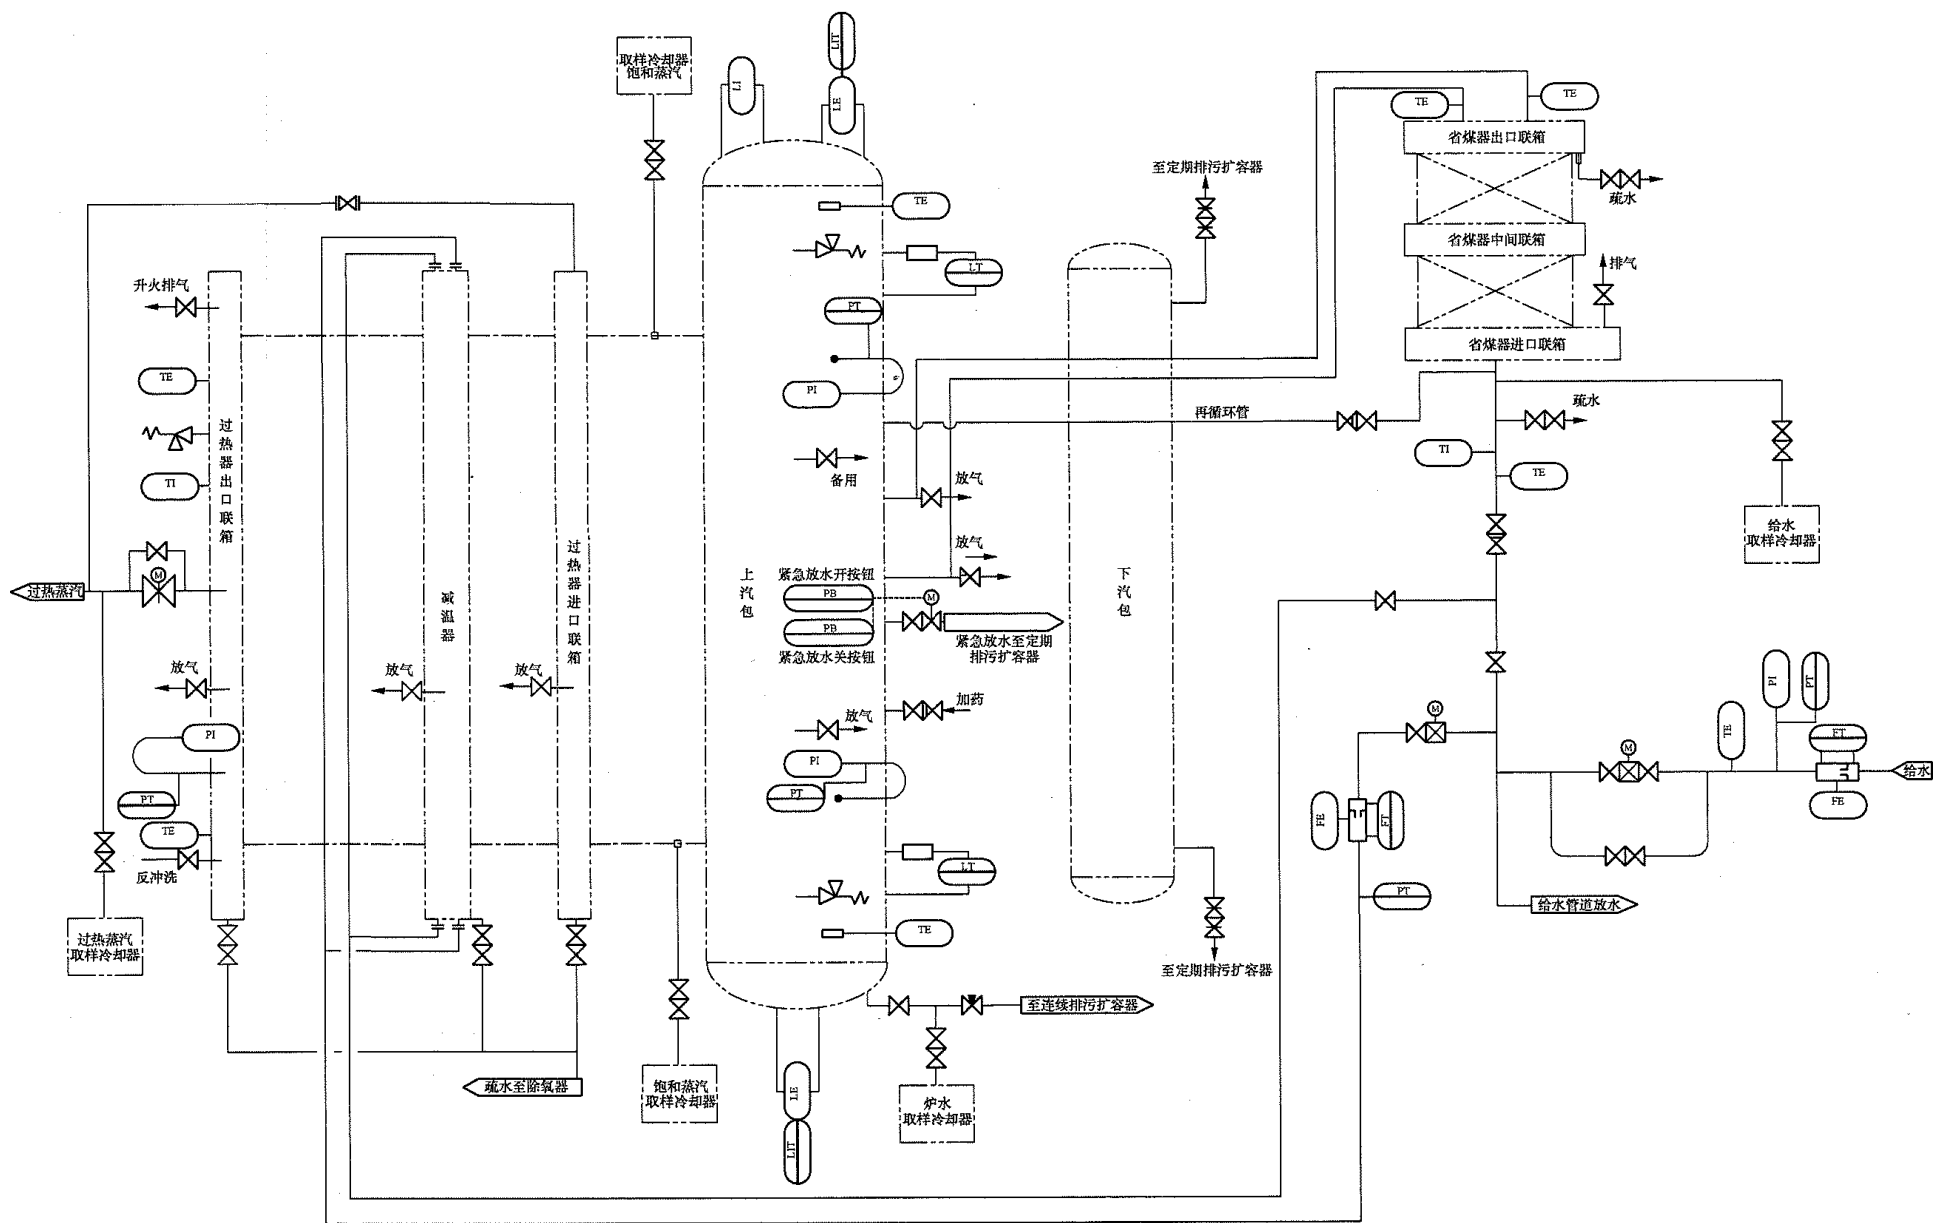 LIT
取样冷却器
饱和蒸汽
LI
LE
TE
TE
省煤器出口联箱
至定期排污扩容器
疏水
TE
省煤器中间联箱
LT
排气
升火排气
PT
省煤器进口联箱
TE
PI
过热器出口联箱
再循环管
疏水
TI
TE
TI
备用
放气
给水
取样冷却器
放气
过热器进口联箱
M
过热蒸汽
减温器
上汽包
紧急放水开按钮
PB
M
下汽包
PB
紧急放水关按钮
紧急放水至定期
排污扩容器
放气
放气
放气
PI
PT
加药
M
TE
放气
PI
FT
M
给水
PI
PT
PT
FE
TE
FE
FT
反冲洗
LT
PT
给水管道放水
过热蒸汽
取样冷却器
TE
至定期排污扩容器
至连续排污扩容器
疏水至除氧器
饱和蒸汽
取样冷却器
LE
炉水
取样冷却器
LIT